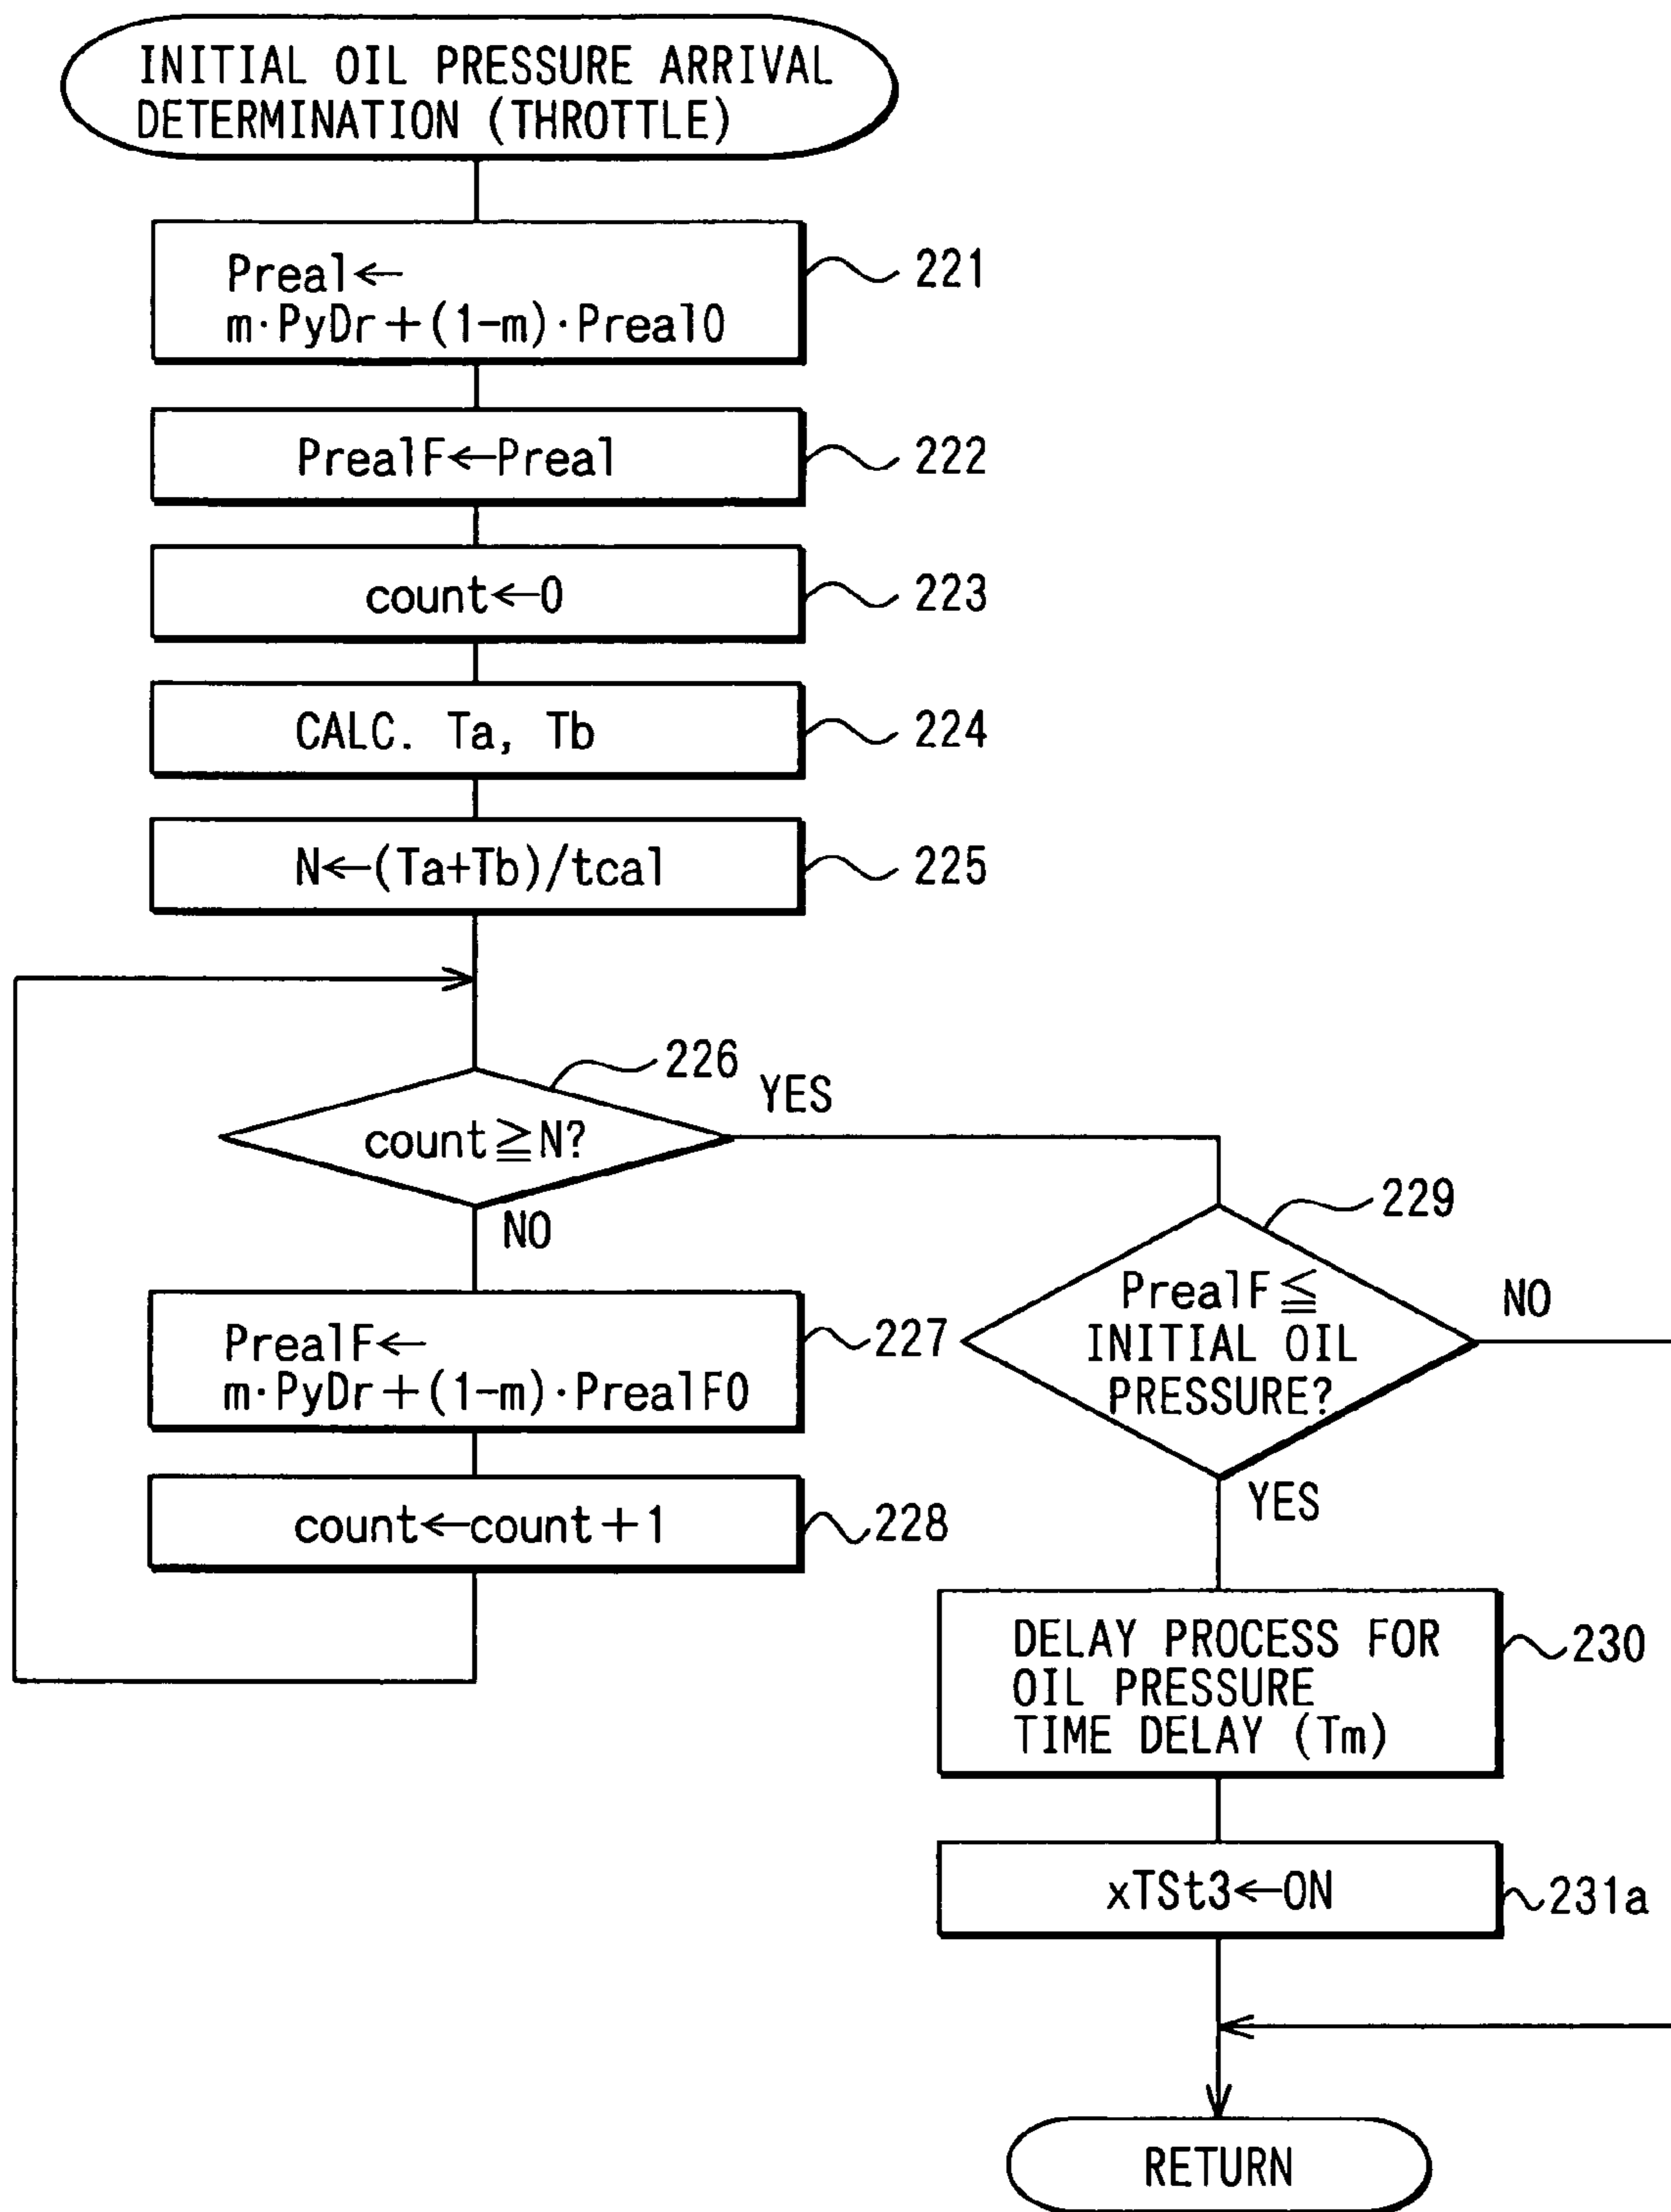 INITIAL OIL PRESSURE ARRIVAL
DETERMINATION (THROTTLE)
Preal←
m·PyDr+(1-m)·Preal0
221
PrealF←Preal
222
count←0
223
CALC. Ta, Tb
224
N←(Ta+Tb)/tcal
225
226
YES
count≧N?
NO
229
PrealF≦
INITIAL OIL
PRESSURE?
NO
YES
PrealF←
m·PyDr+(1-m)·PrealF0
227
count←count+1
228
DELAY PROCESS FOR
OIL PRESSURE
TIME DELAY (Tm)
230
xTSt3←ON
231a
RETURN